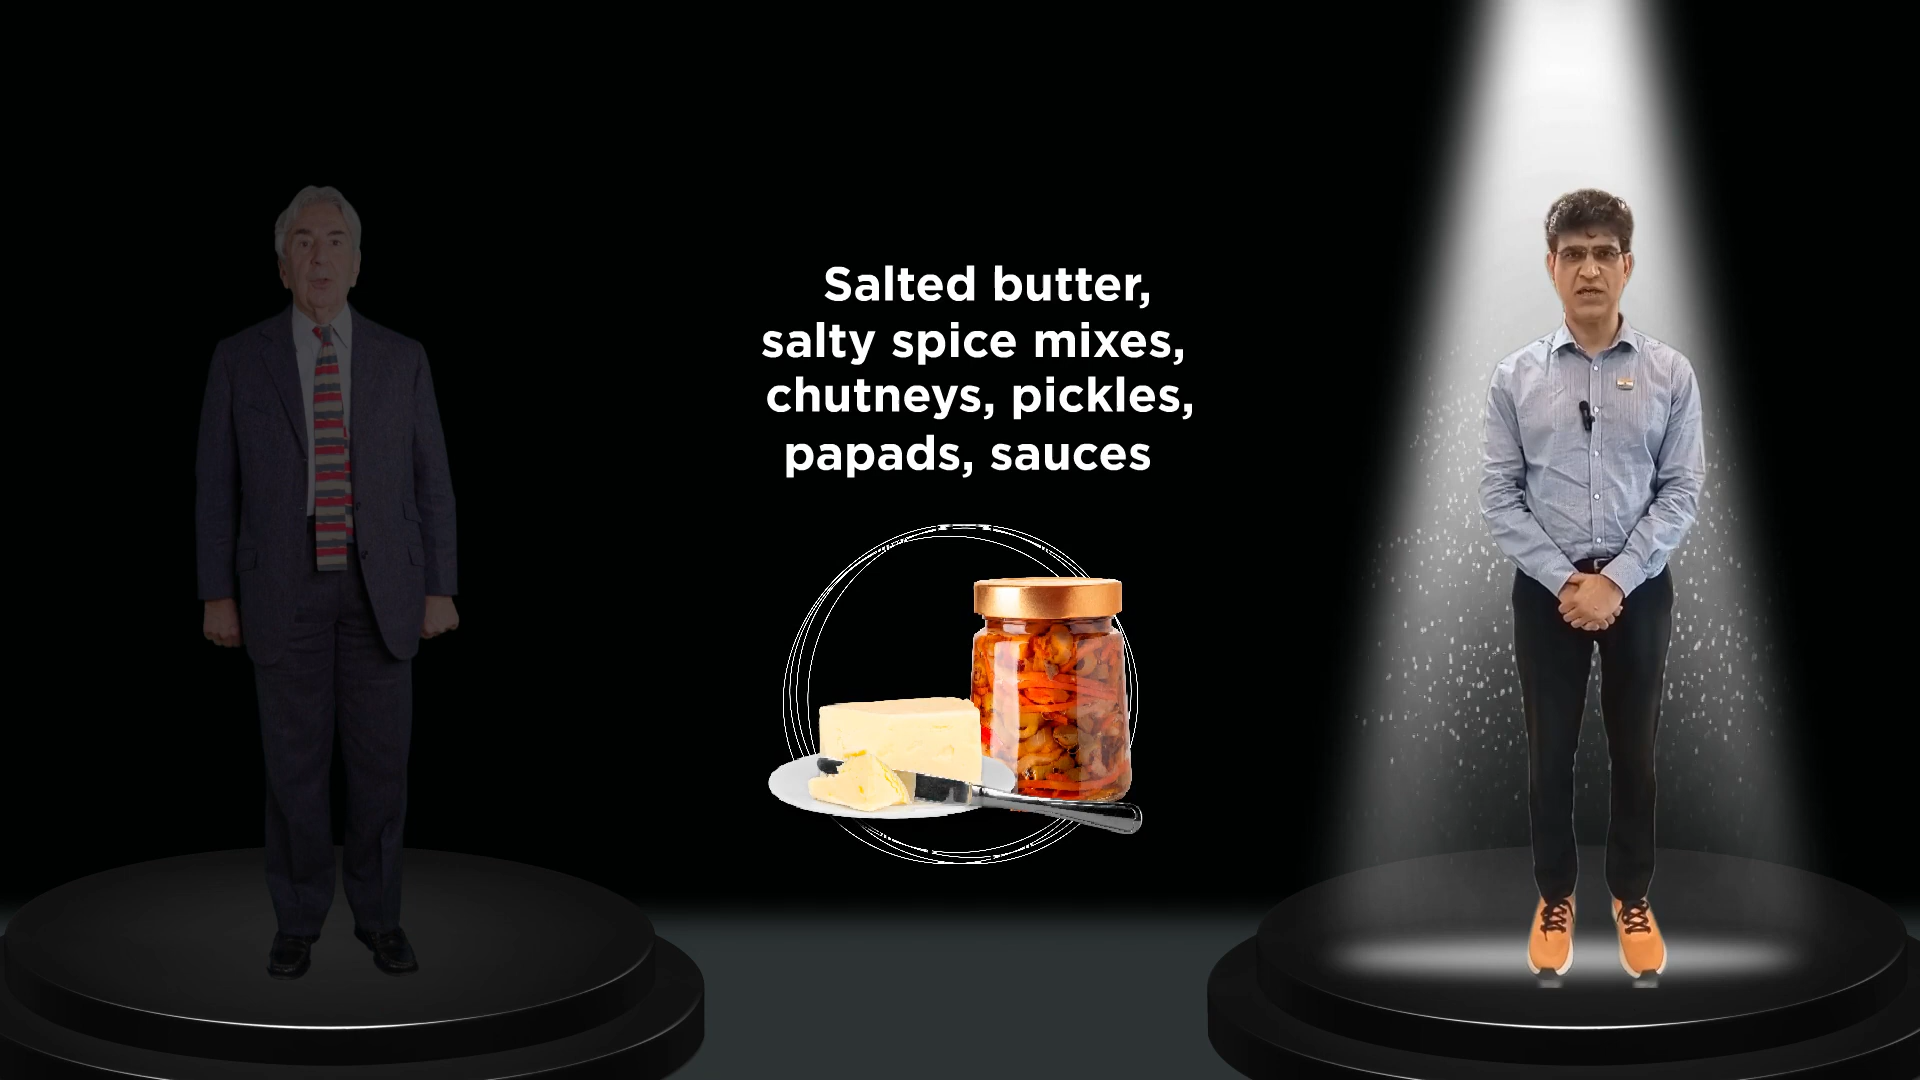 Salted butter,
salty spice mixes,
chutneys, pickles,
papads, sauces